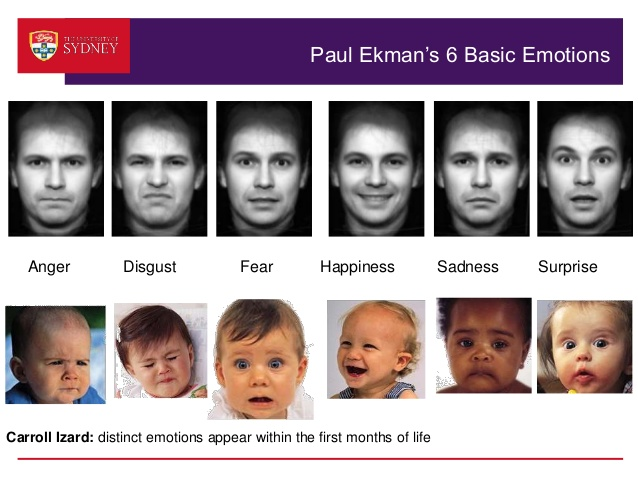 THE UNIVERSITY OF
SYDNEY
Paul Ekman’s 6 Basic Emotions
Anger Disgust Fear Happiness Sadness Surprise
Carroll Izard: distinct emotions appear within the first months of life